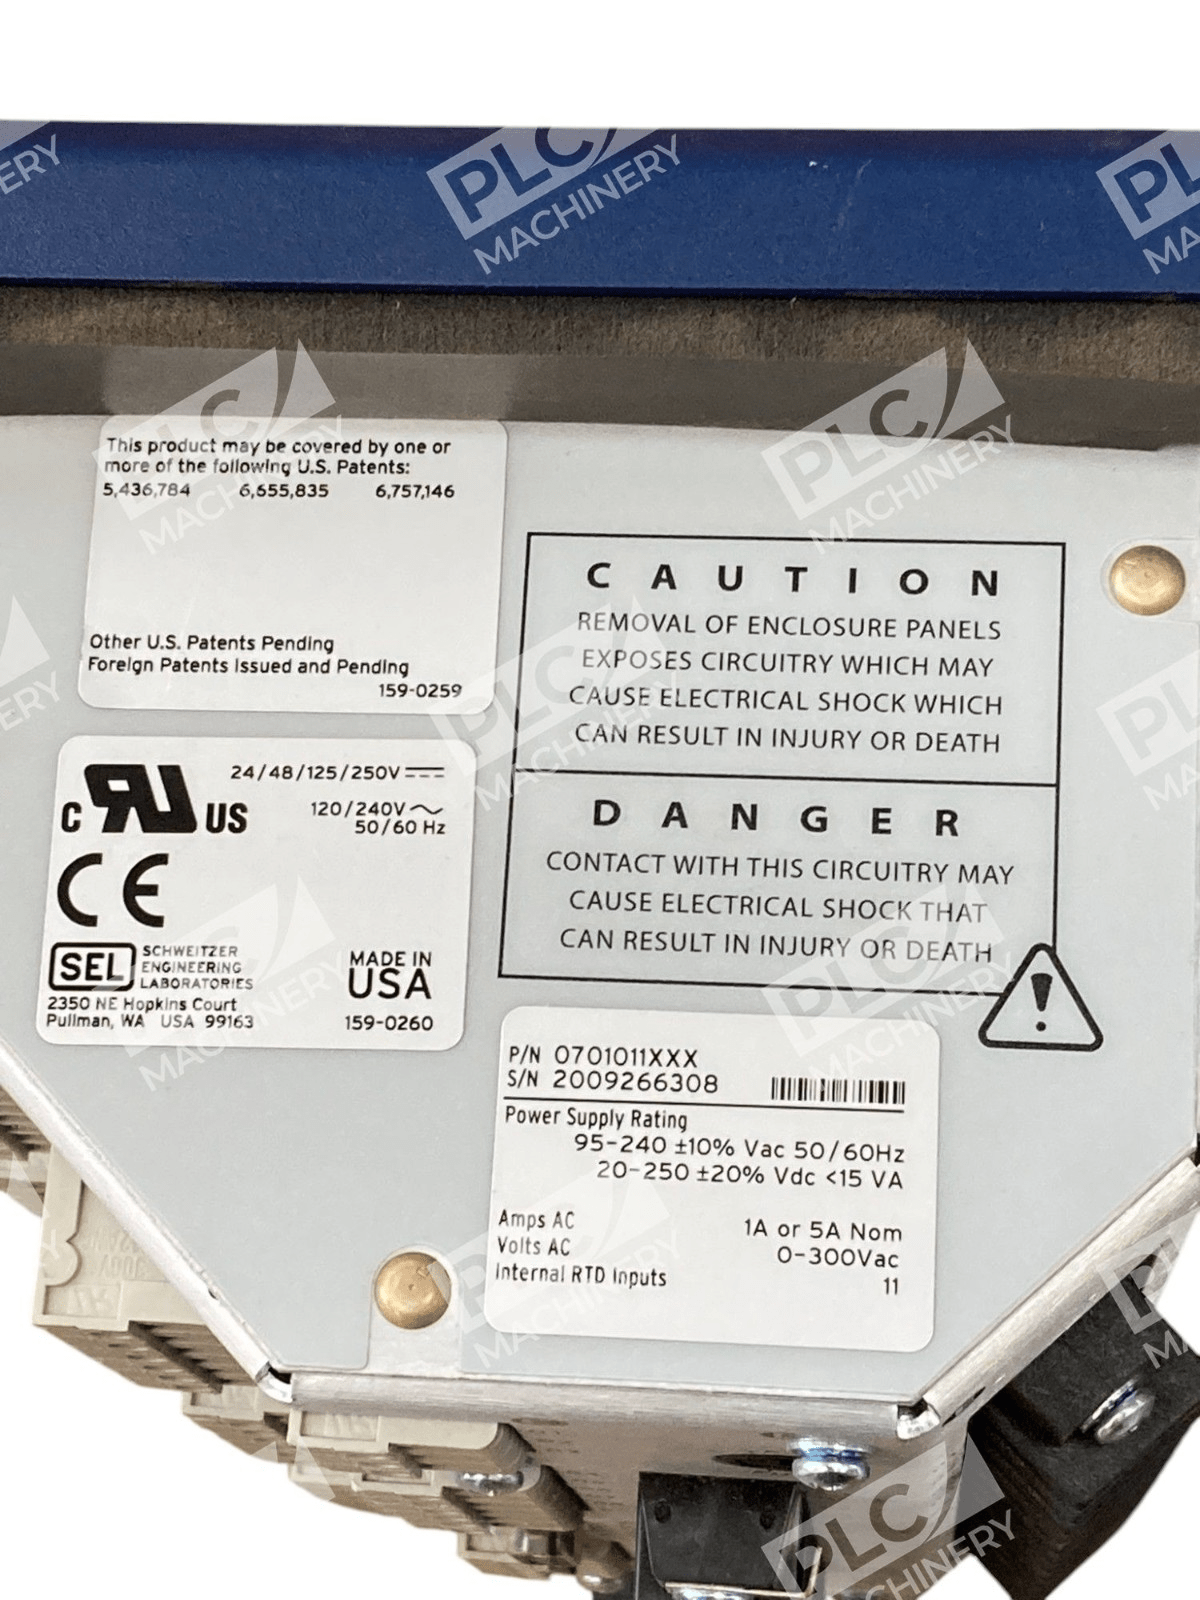 This product may be covered by one or
more of the following U.S. Patents:
5,436,784 6,655,835 6,757,146
Other U.S. Patents Pending
Foreign Patents Issued and Pending
159-0259
CAUTION
REMOVAL OF ENCLOSURE PANELS
EXPOSES CIRCUITRY WHICH MAY
CAUSE ELECTRICAL SHOCK WHICH
CAN RESULT IN INJURY OR DEATH
DANGER
CONTACT WITH THIS CIRCUITRY MAY
CAUSE ELECTRICAL SHOCK THAT
CAN RESULT IN INJURY OR DEATH
24/48/125/250V
C RU US
120/240V
50/60 Hz
CE
SEL
SCHWEITZER
ENGINEERING
LABORATORIES
2350 NE Hopkins Court
Pullman, WA USA 99163
MADE IN
USA
159-0260
P/N 0701011XXX
S/N 2009266308
Power Supply Rating
95-240 ±10% Vac 50/60Hz
20-250 ±20% Vdc <15 VA
Amps AC 1A or 5A Nom
Volts AC 0-300Vac
Internal RTD Inputs 11
PLC
MACHINERY